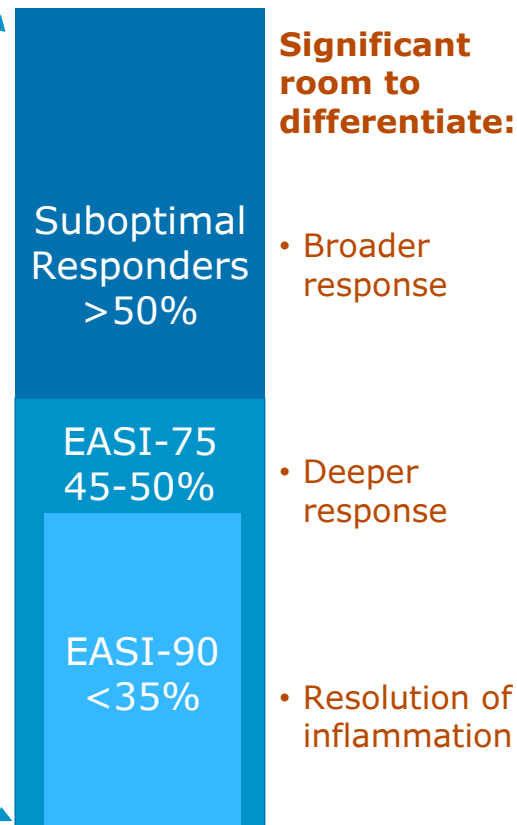 Significant
room to
differentiate:
Suboptimal
Responders
>50%
• Broader
response
EASI-75
45-50%
• Deeper
response
EASI-90
<35%
• Resolution of
inflammation